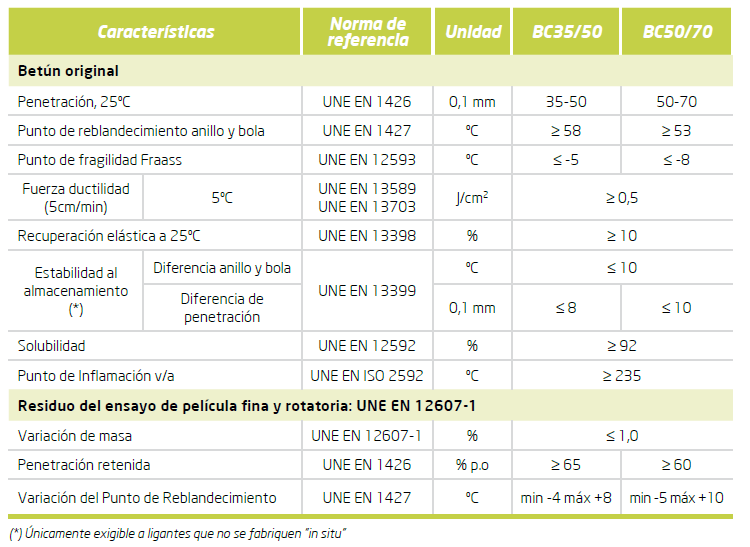 Características Norma de referencia Unidad BC35/50 BC50/70
Betún original
Penetración, 25ºC UNE EN 1426 0,1 mm 35-50 50-70
Punto de reblandecimiento anillo y bola UNE EN 1427 ºC ≥ 58 ≥ 53
Punto de fragilidad Fraass UNE EN 12593 ºC ≤ -5 ≤ -8
Fuerza ductilidad
(5cm/min)
5ºC
UNE EN 13589
UNE EN 13703
J/cm²
≥ 0,5
Recuperación elástica a 25ºC UNE EN 13398 % ≥ 10
Estabilidad al
almacenamiento
(*)
Diferencia anillo y bola
UNE EN 13399
ºC
≤ 10
Diferencia de
penetración
0,1 mm
≤ 8
≤ 10
Solubilidad UNE EN 12592 % ≥ 92
Punto de Inflamación v/a UNE EN ISO 2592 ºC ≥ 235
Residuo del ensayo de película fina y rotatoria: UNE EN 12607-1
Variación de masa UNE EN 12607-1 % ≤ 1,0
Penetración retenida UNE EN 1426 % p.o ≥ 65 ≥ 60
Variación del Punto de Reblandecimiento UNE EN 1427 ºC min -4 máx +8 min -5 máx +10
(*) Únicamente exigible a ligantes que no se fabriquen "in situ"